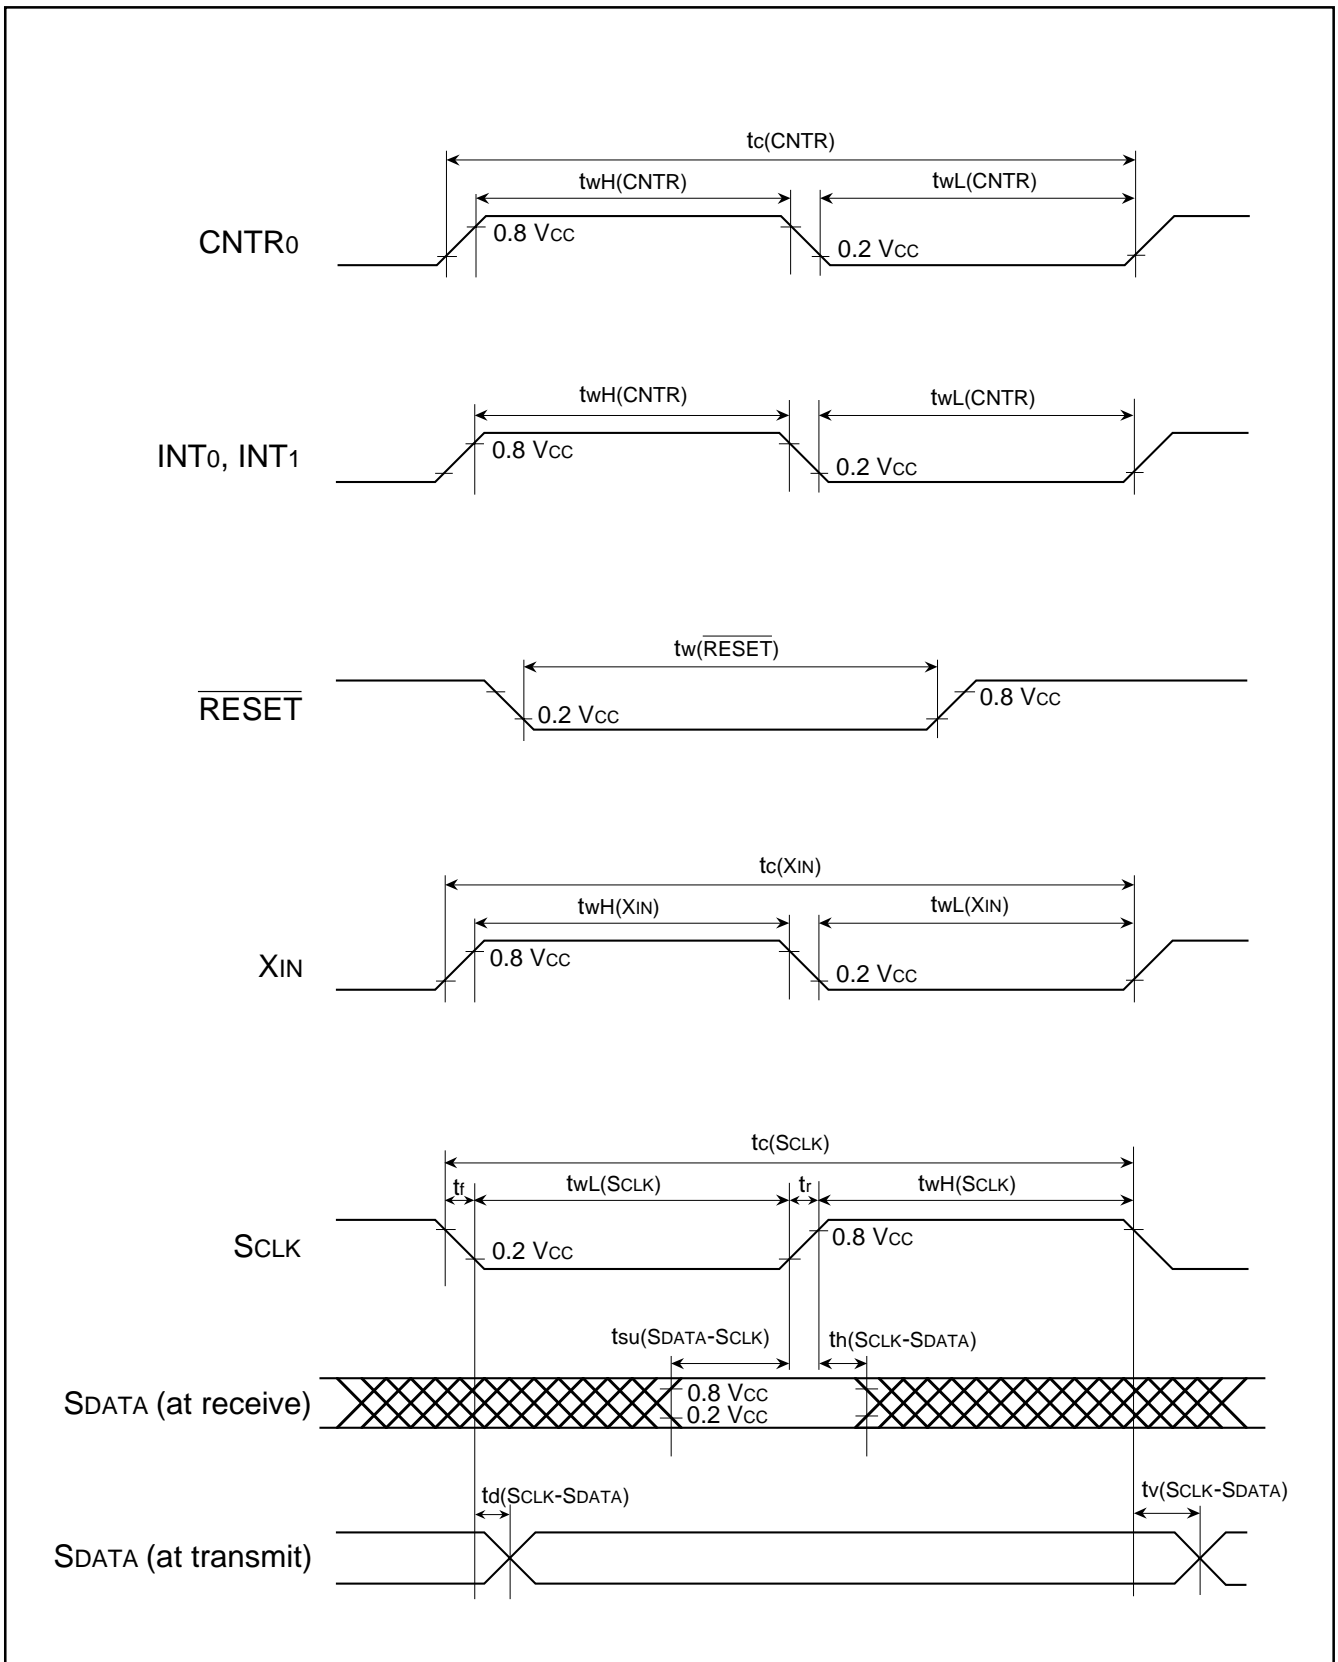 tc(CNTR)
twH(CNTR)
twL(CNTR)
CNTR0
0.8 VCC
0.2 VCC
twH(CNTR)
twL(CNTR)
INT0, INT1
0.8 VCC
0.2 VCC
tw(R̅E̅S̅E̅T̅)
R̅E̅S̅E̅T̅
0.2 VCC
0.8 VCC
tc(XIN)
twH(XIN)
twL(XIN)
XIN
0.8 VCC
0.2 VCC
tc(SCLK)
tf
twL(SCLK)
tr
twH(SCLK)
SCLK
0.2 VCC
0.8 VCC
tsu(SDATA-SCLK)
th(SCLK-SDATA)
SDATA (at receive)
0.8 VCC
0.2 VCC
td(SCLK-SDATA)
tv(SCLK-SDATA)
SDATA (at transmit)